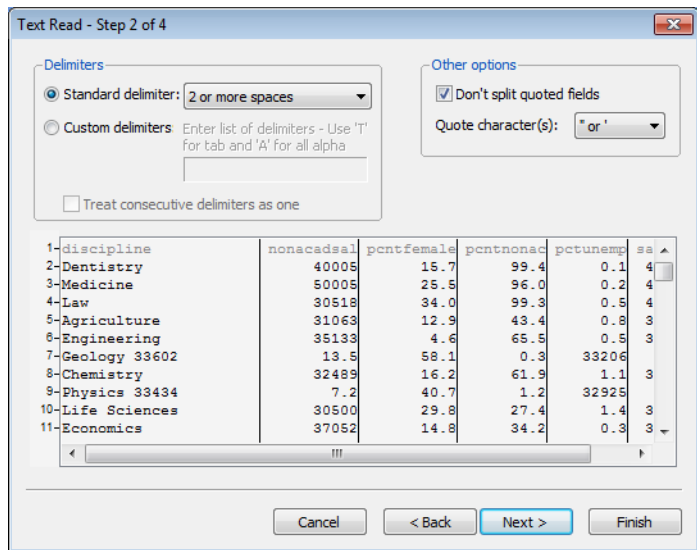 Text Read - Step 2 of 4
Delimiters
Standard delimiter: 2 or more spaces
Custom delimiters Enter list of delimiters - Use 'T'
for tab and 'A' for all alpha
Treat consecutive delimiters as one
Other options
Don't split quoted fields
Quote character(s): " or '
1 discipline nonacadsal pcntfemale pcntnonac pctunemp sa
2 Dentistry 40005 15.7 99.4 0.1 4
3 Medicine 50005 25.5 96.0 0.2 4
4 Law 30518 34.0 99.3 0.5 4
5 Agriculture 31063 12.9 43.4 0.8 3
6 Engineering 35133 4.6 65.5 0.5 3
7 Geology 33602 13.5 58.1 0.3 33206
8 Chemistry 32489 16.2 61.9 1.1 3
9 Physics 33434 7.2 40.7 1.2 32925
10 Life Sciences 30500 29.8 27.4 1.4 3
11 Economics 37052 14.8 34.2 0.3 3
Cancel < Back Next > Finish